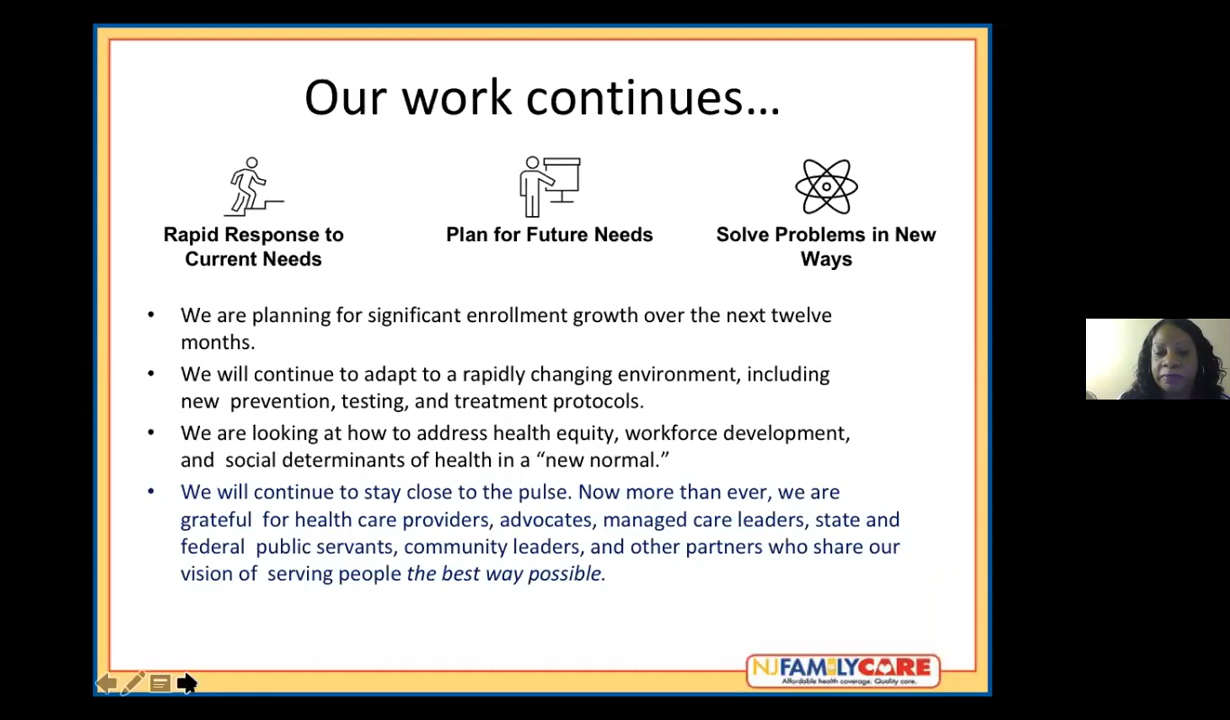 Our work continues…
Rapid Response to
Current Needs
Plan for Future Needs
Solve Problems in New
Ways
• We are planning for significant enrollment growth over the next twelve
months.
• We will continue to adapt to a rapidly changing environment, including
new prevention, testing, and treatment protocols.
• We are looking at how to address health equity, workforce development,
and social determinants of health in a “new normal.”
• We will continue to stay close to the pulse. Now more than ever, we are
grateful for health care providers, advocates, managed care leaders, state and
federal public servants, community leaders, and other partners who share our
vision of serving people the best way possible.
NJFAMILYCARE
Affordable health coverage. Quality care.